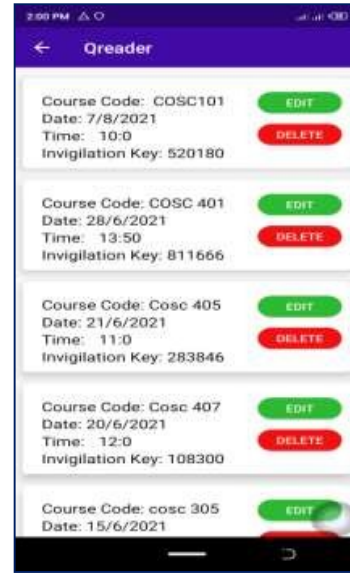 2:00 PM
Qreader
Course Code: COSC101
EDIT
Date: 7/8/2021
Time: 10:0
DELETE
Invigilation Key: 520180
Course Code: COSC 401
EDIT
Date: 28/6/2021
Time: 13:50
DELETE
Invigilation Key: 811666
Course Code: Cosc 405
EDIT
Date: 21/6/2021
Time: 11:0
DELETE
Invigilation Key: 283846
Course Code: Cosc 407
EDIT
Date: 20/6/2021
Time: 12:0
DELETE
Invigilation Key: 108300
Course Code: cosc 305
EDIT
Date: 15/6/2021